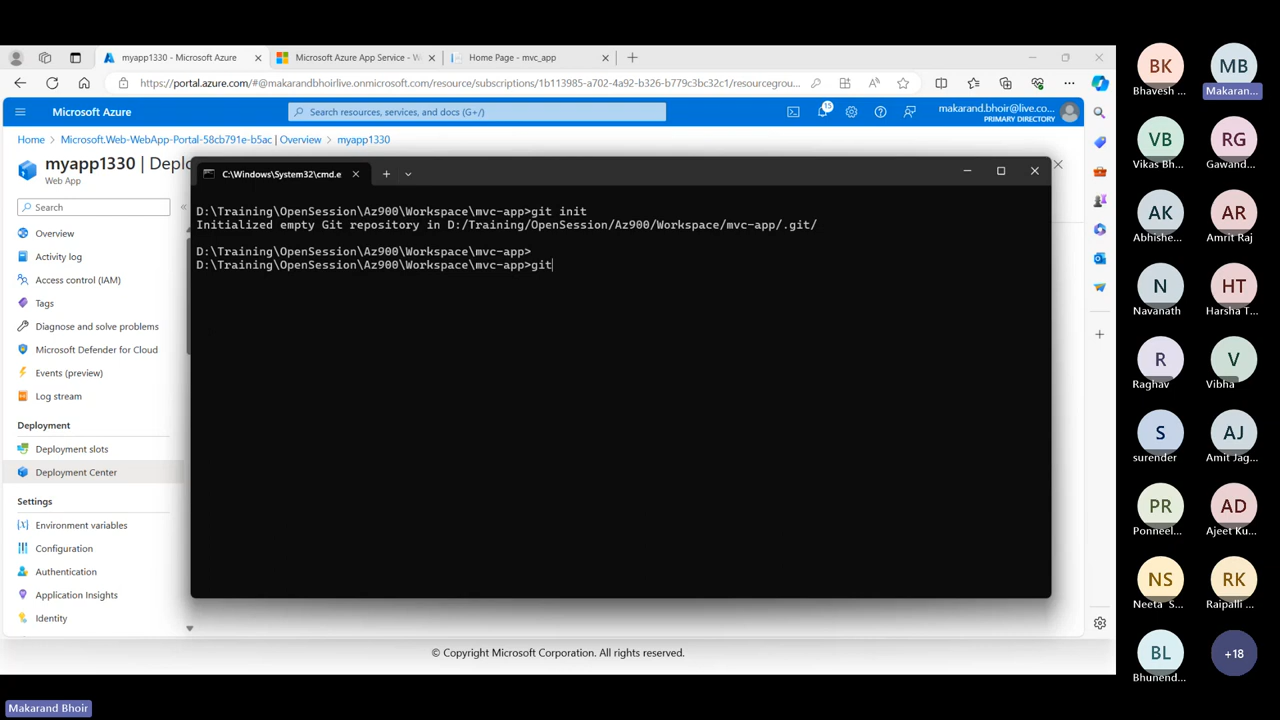 myapp1330 - Microsoft Azure
Microsoft Azure App Service - W
Home Page - mvc_app
https://portal.azure.com/#@makarandbhoirlive.onmicrosoft.com/resource/subscriptions/1b113985-a702-4a92-b326-b779c3bc32c1/resourcegrou...
Microsoft Azure
Search resources, services, and docs (G+/)
15
makarand.bhoir@live.co...
PRIMARY DIRECTORY
Home > Microsoft.Web-WebApp-Portal-58cb791e-b5ac | Overview > myapp1330
myapp1330 | Deplo
Web App
Search
Overview
Activity log
Access control (IAM)
Tags
Diagnose and solve problems
Microsoft Defender for Cloud
Events (preview)
Log stream
Deployment
Deployment slots
Deployment Center
Settings
Environment variables
Configuration
Authentication
Application Insights
Identity
C:\Windows\System32\cmd.e
D:\Training\OpenSession\Az900\Workspace\mvc-app>git init
Initialized empty Git repository in D:/Training/OpenSession/Az900/Workspace/mvc-app/.git/
D:\Training\OpenSession\Az900\Workspace\mvc-app>
D:\Training\OpenSession\Az900\Workspace\mvc-app>git
© Copyright Microsoft Corporation. All rights reserved.
BK
Bhavesh ...
MB
Makaran...
VB
Vikas Bh...
RG
Gawand...
AK
Abhishe...
AR
Amrit Raj
N
Navanath
HT
Harsha T...
R
Raghav
V
Vibha
S
surender
AJ
Amit Jag...
PR
Ponneel...
AD
Ajeet Ku...
NS
Neeta S...
RK
Raipalli ...
BL
Bhunend...
+18
Makarand Bhoir